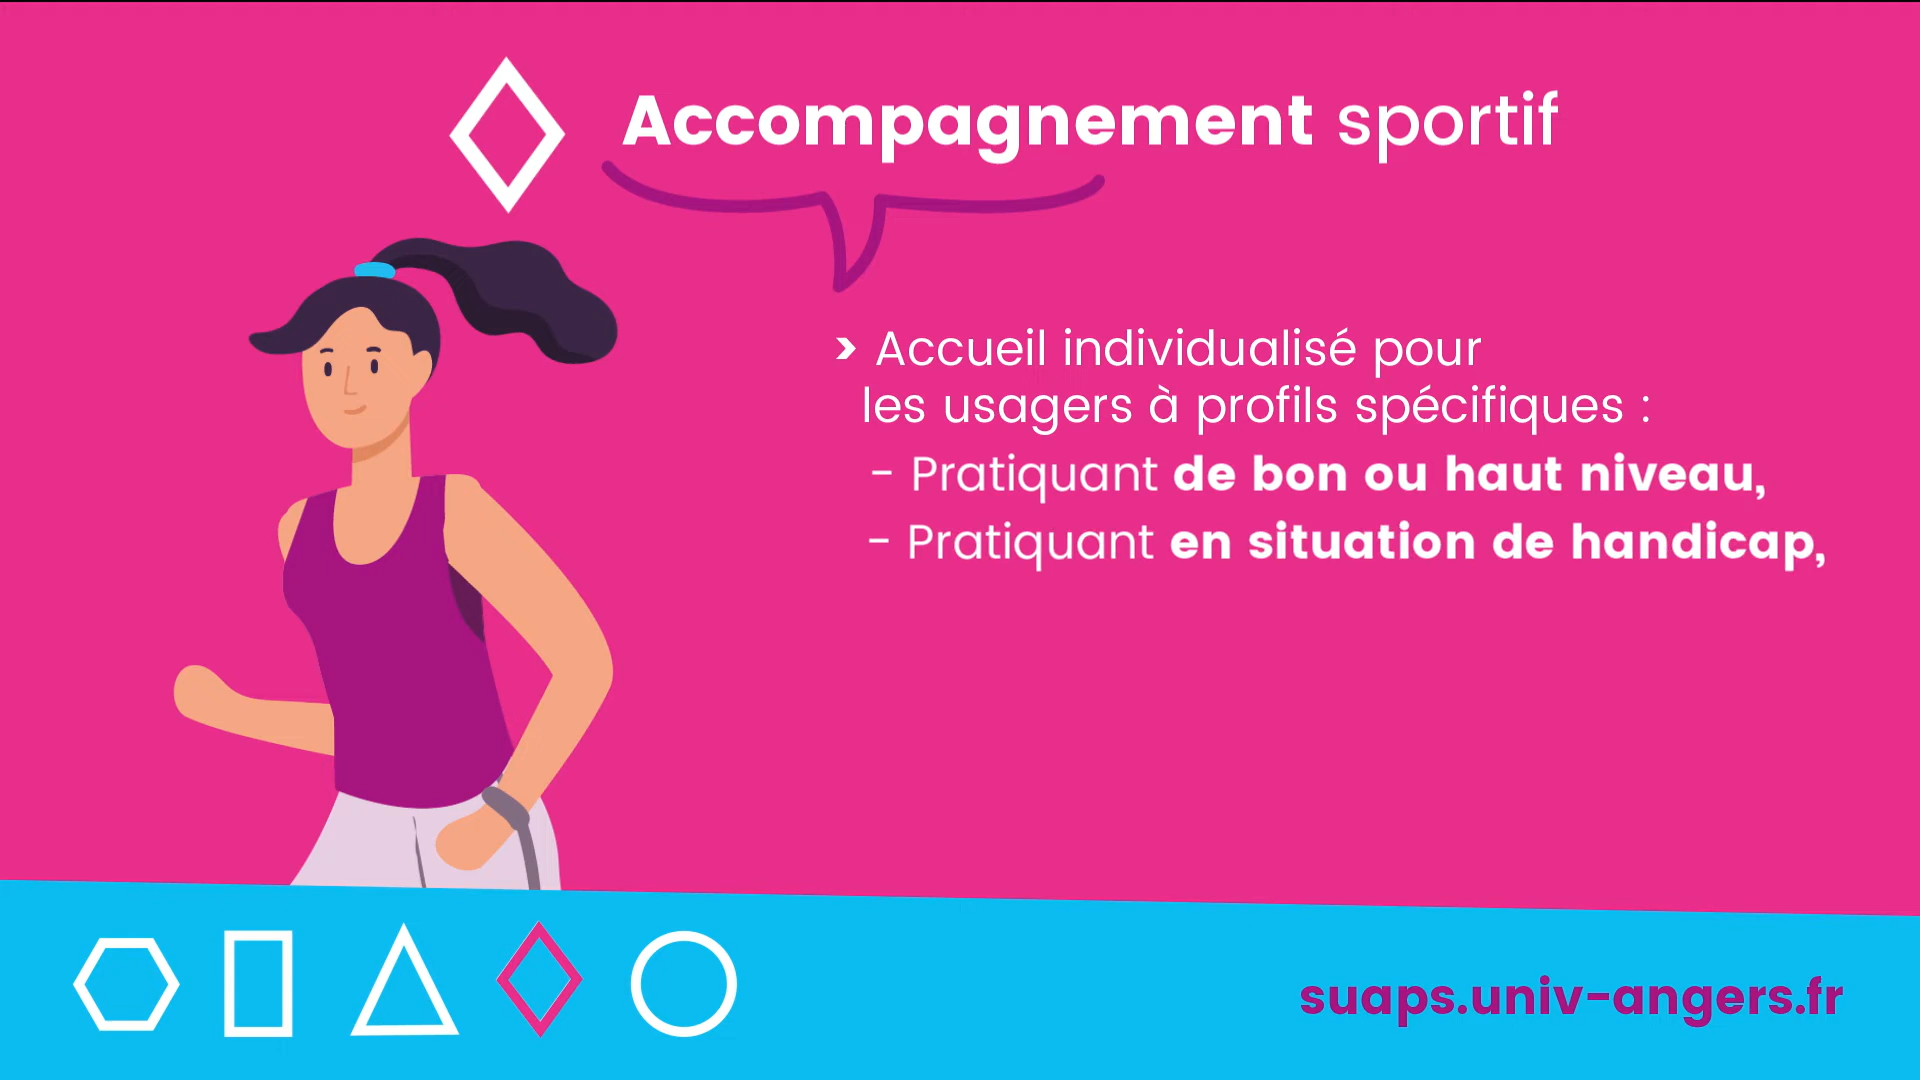 Accompagnement sportif
› Accueil individualisé pour
les usagers à profils spécifiques :
- Pratiquant de bon ou haut niveau,
- Pratiquant en situation de handicap,
suaps.univ-angers.fr